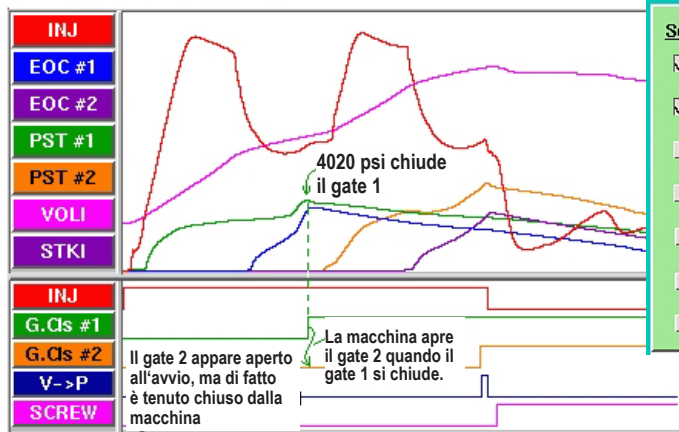 INJ
EOC #1
EOC #2
PST #1
PST #2
VOLI
STKI
4020 psi chiude
il gate 1
INJ
G.Cls #1
G.Cls #2
V->P
SCREW
Il gate 2 appare aperto
all'avvio, ma di fatto
è tenuto chiuso dalla
macchina
La macchina apre
il gate 2 quando il
gate 1 si chiude.